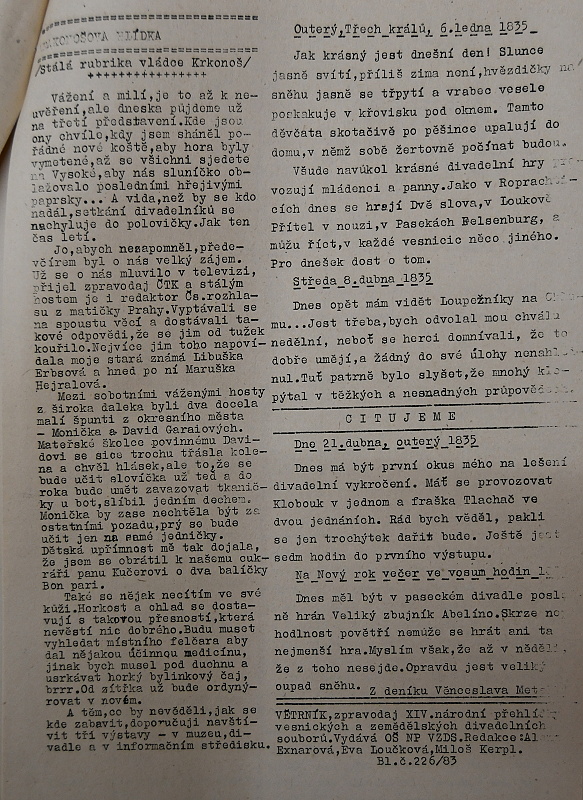 KRKONOŠOVA HLÍDKA
/Stálá rubrika vládce Krkonoš/
++++++++++++++++
Vážení a milí,je to až k ne-
uvěření,ale dneska půjdeme už
na třetí představení.Kde jsou
ony chvíle,kdy jsem sháněl po-
řádné nové koště,aby hora byly
vymetené,až se všichni sjedete
na Vysoké,aby nás sluníčko ob-
lažovalo posledními hřejivými
paprsky... A vida,než by se kdo
nadál,setkání divadelníků se
nachyluje do polovičky.Jak ten
čas letí.
Jo,abych nezapomněl,přede-
včírem byl o nás velký zájem.
Už se o nás mluvilo v televizi,
přijel zpravodaj ČTK a stálým
hostem je i redaktor Čs.rozhla-
su z matičky Prahy.Vyptávali se
na spoustu věcí a dostávali ta-
kové odpovědi,že se jim od tužek
kouřilo.Nejvíce jim toho napoví-
dala moje stará známá Libuška
Erbsová a hned po ní Maruška
Hejralová.
Mezi sobotními váženými hosty
z široka daleka byli dva docela
malí špunti z okresního města
- Monička a David Garaiových.
Mateřské školce povinnému Davi-
dovi se sice trochu třásla kole-
na a chvěl hlásek,ale to,že se
bude učit slovíčka už teď a do
roka bude umět zavazovat tkanič-
ky u bot,slíbil jedním dechem.
Monička by zase nechtěla být za
ostatními pozadu,prý se bude
učit jen na samé jedničky.
Dětská upřímnost mě tak dojala,
že jsem se obrátil k našemu cuk-
ráři panu Kučerovi o dva balíčky
Bon pari.
Také se nějak necítím ve své
kůži.Horkost a chlad se dosta-
vují s takovou přesností,která
nevěstí nic dobrého.Budu muset
vyhledat místního felčara aby
dal nějakou účinnou medicínu,
jinak bych musel pod duchnu a
usrkávat horký bylinkový čaj,
brrr.Od zítřka už bude ordyný-
rovat v novém.
A těm,co by nevěděli,jak se
kde zabavit,doporučuji navští-
vit tři výstavy - v muzeu,di-
vadle a v informačním středisku.
Outerý,Třech králů, 6.ledna 1835
Jak krásný jest dnešní den! Slunce
jasně svítí,příliš zima není,hvězdičky na
sněhu jasně se třpytí a vrabec vesele
poskakuje v křovisku pod oknem. Tamto
děvčáta skotačivě po pěšince upalují do
domu,v němž sobě žertovně počínat budou.
Všude navůkol krásné divadelní hry
vozují mládenci a panny.Jako v Roprach-
cích dnes se hrají Dvě slova,v Loukově
Přítel v nouzi,v Pasekách Belsenburg, a
můžu říct,v každé vesnicic něco jiného.
Pro dnešek dost o tom.
Středa 8.dubna 1835
Dnes opět mám vidět Loupežníky na
mu...Jest třeba,bych odvolal mou chválu
nedělní, neboť se herci domnívali, že to
dobře umějí,a žádný do své úlohy
nul.Tuť patrně bylo slyšet,že mnohý klo-
pýtal v těžkých a nesnadných
C I T U J E M E
Dne 21.dubna, outerý 1835
Dnes má být první okus mého na lešení
divadelní vykročení. Máť se provozovat
Klobouk v jednom a fraška Tlachač ve
dvou jednáních. Rád bych věděl, pakli
se jen trochýtek dařit bude. Ještě jest
sedm hodin do prvního výstupu.
Na Nový rok večer ve vosum hodin
Dnes měl být v paseckém divadle posl-
ně hrán Veliký zbujník Abelíno.Skrze ne-
hodlnost povětří nemůže se hrát ani ta
nejmenší hra.Myslím však,že až v neděli,
že z toho nesejde.Opravdu jest veliký
oupad sněhu. Z deníku Věnceslava Met
VĚTRNÍK,zpravodaj XIV.národní přehlídky
vesnických a zemědělských divadelních
souborů.Vydává OŠ NP VZDS.Redakce:
Exnarová,Eva Loučková,Miloš Kerpl.
Bl.č.226/83